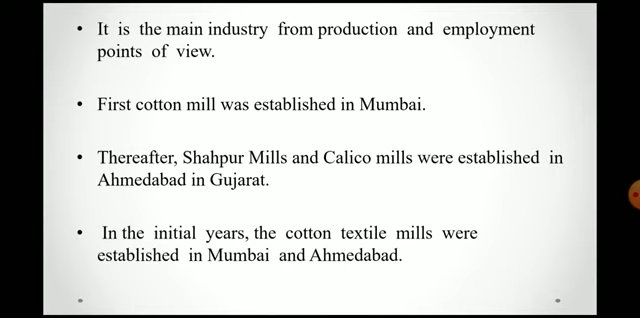 • It is the main industry from production and employment
points of view.
• First cotton mill was established in Mumbai.
• Thereafter, Shahpur Mills and Calico mills were established in
Ahmedabad in Gujarat.
• In the initial years, the cotton textile mills were
established in Mumbai and Ahmedabad.